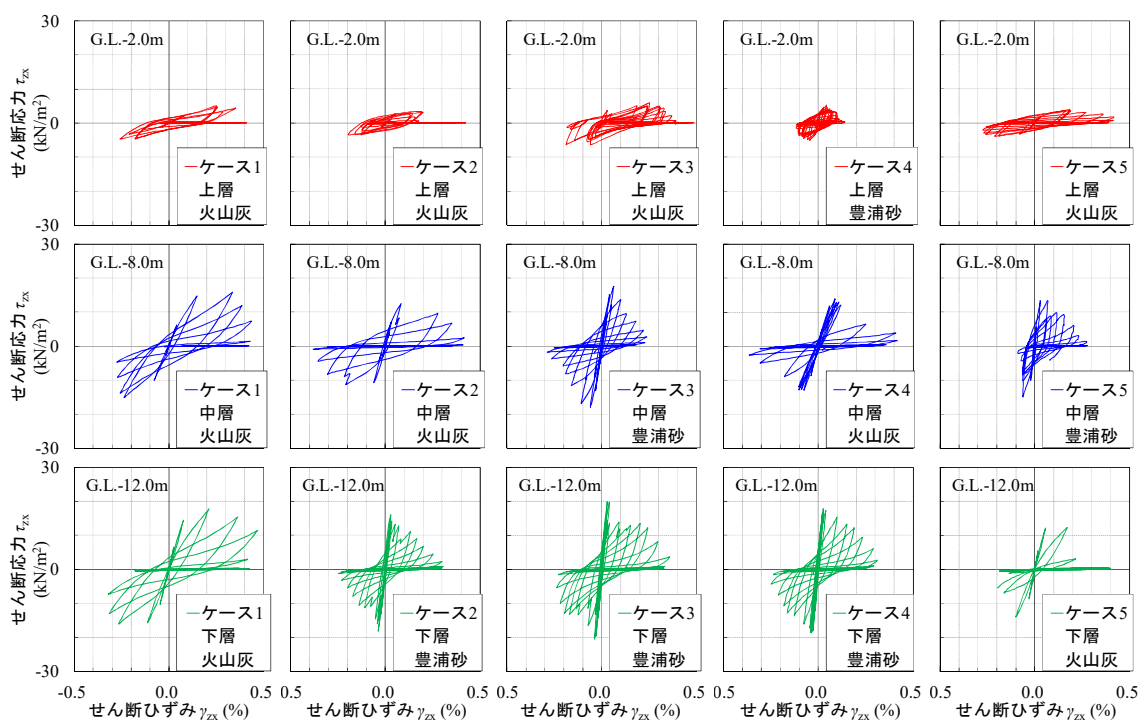 30
0
-30
せん断応力 τzx
(kN/m²)
G.L.-2.0m
ケース1
上層
火山灰
G.L.-2.0m
ケース2
上層
火山灰
G.L.-2.0m
ケース3
上層
火山灰
G.L.-2.0m
ケース4
上層
豊浦砂
G.L.-2.0m
ケース5
上層
火山灰
30
0
-30
せん断応力 τzx
(kN/m²)
G.L.-8.0m
ケース1
中層
火山灰
G.L.-8.0m
ケース2
中層
火山灰
G.L.-8.0m
ケース3
中層
豊浦砂
G.L.-8.0m
ケース4
中層
火山灰
G.L.-8.0m
ケース5
中層
豊浦砂
30
0
-30
せん断応力 τzx
(kN/m²)
G.L.-12.0m
ケース1
下層
火山灰
G.L.-12.0m
ケース2
下層
豊浦砂
G.L.-12.0m
ケース3
下層
豊浦砂
G.L.-12.0m
ケース4
下層
豊浦砂
G.L.-12.0m
ケース5
下層
火山灰
-0.5 0.0 0.5 0.0 0.5 0.0 0.5 0.0 0.5 0.0 0.5
せん断ひずみ γzx (%) せん断ひずみ γzx (%) せん断ひずみ γzx (%) せん断ひずみ γzx (%) せん断ひずみ γzx (%)